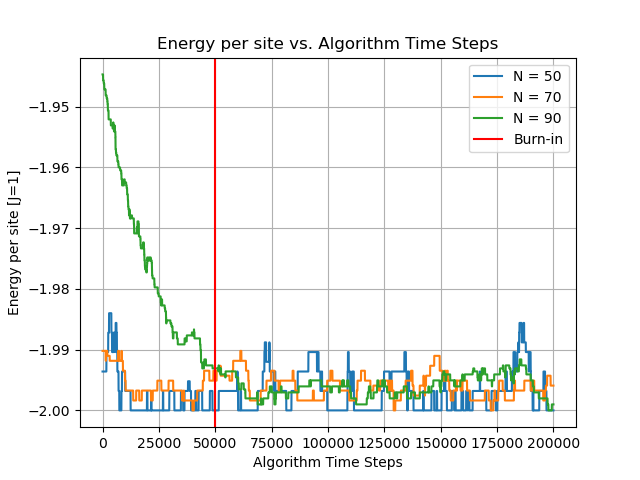 Energy per site vs. Algorithm Time Steps
N = 50
N = 70
N = 90
Burn-in
−1.95
−1.96
−1.97
−1.98
−1.99
−2.00
Energy per site [J=1]
0 25000 50000 75000 100000 125000 150000 175000 200000
Algorithm Time Steps